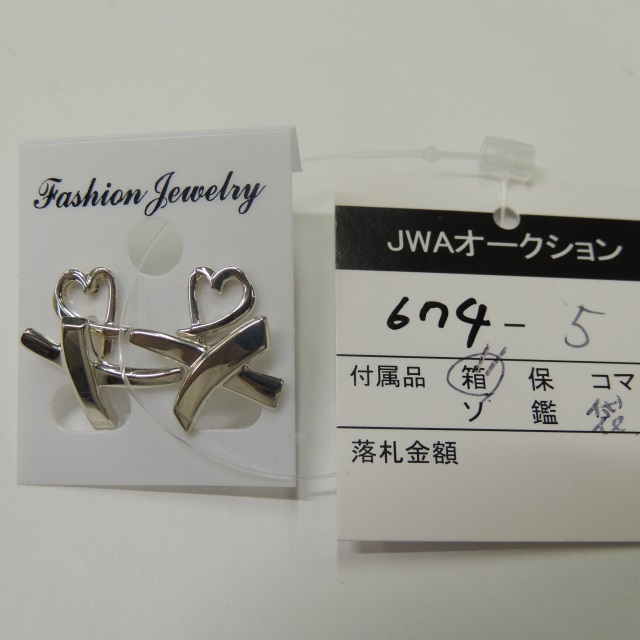 Fashion Jewelry
JWAオークション
674-5
付属品 箱 保 コマ
ソ 鑑
落札金額